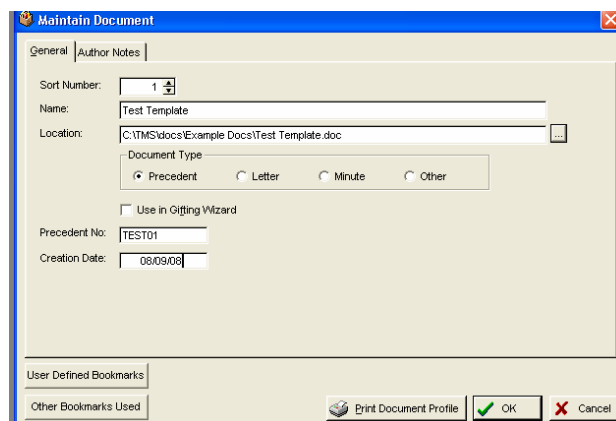 Maintain Document
General Author Notes
Sort Number: 1
Name: Test Template
Location: C:\TMS\docs\Example Docs\Test Template.doc ...
Document Type
Precedent Letter Minute Other
Use in Gifting Wizard
Precedent No: TEST01
Creation Date: 08/09/08
User Defined Bookmarks
Other Bookmarks Used Print Document Profile OK Cancel